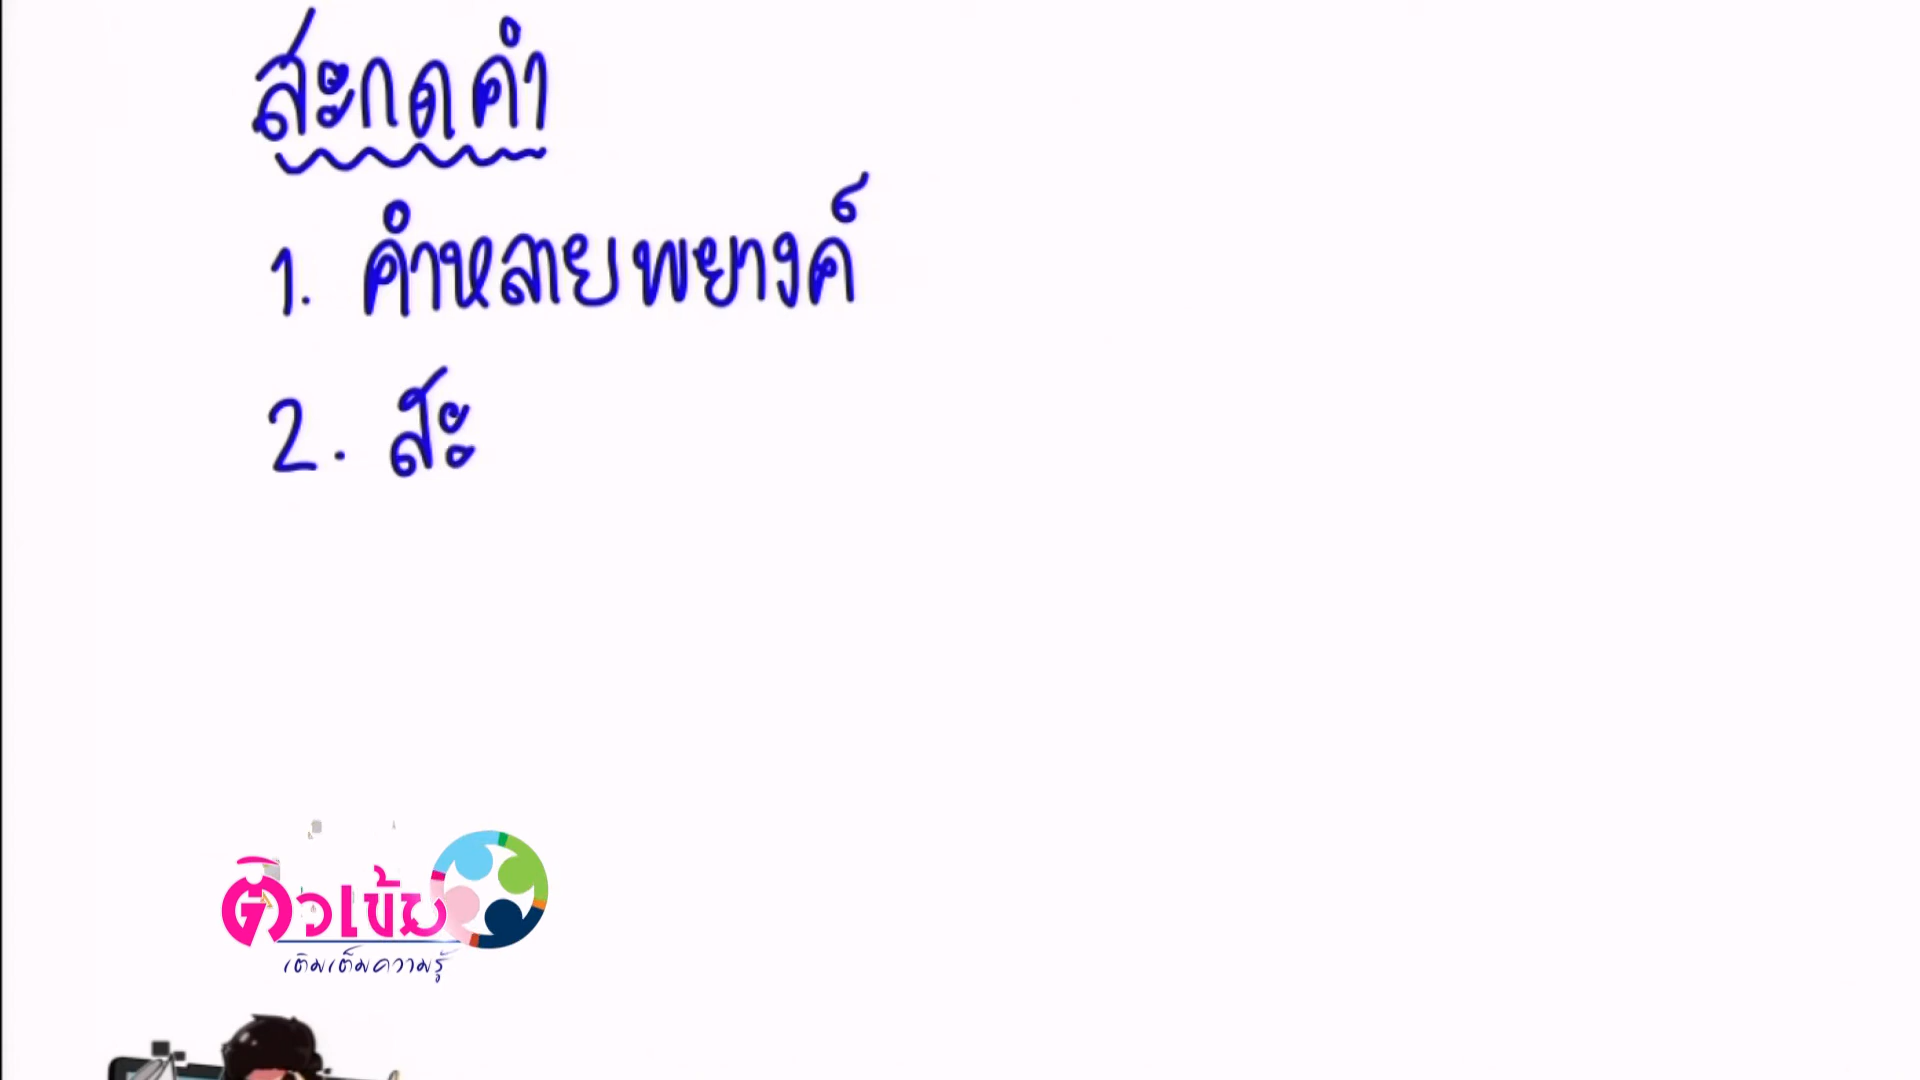 สะกดคำ
1. คำหลายพยางค์
2. สะ
ติวเข้ม
เติมเต็มความรู้